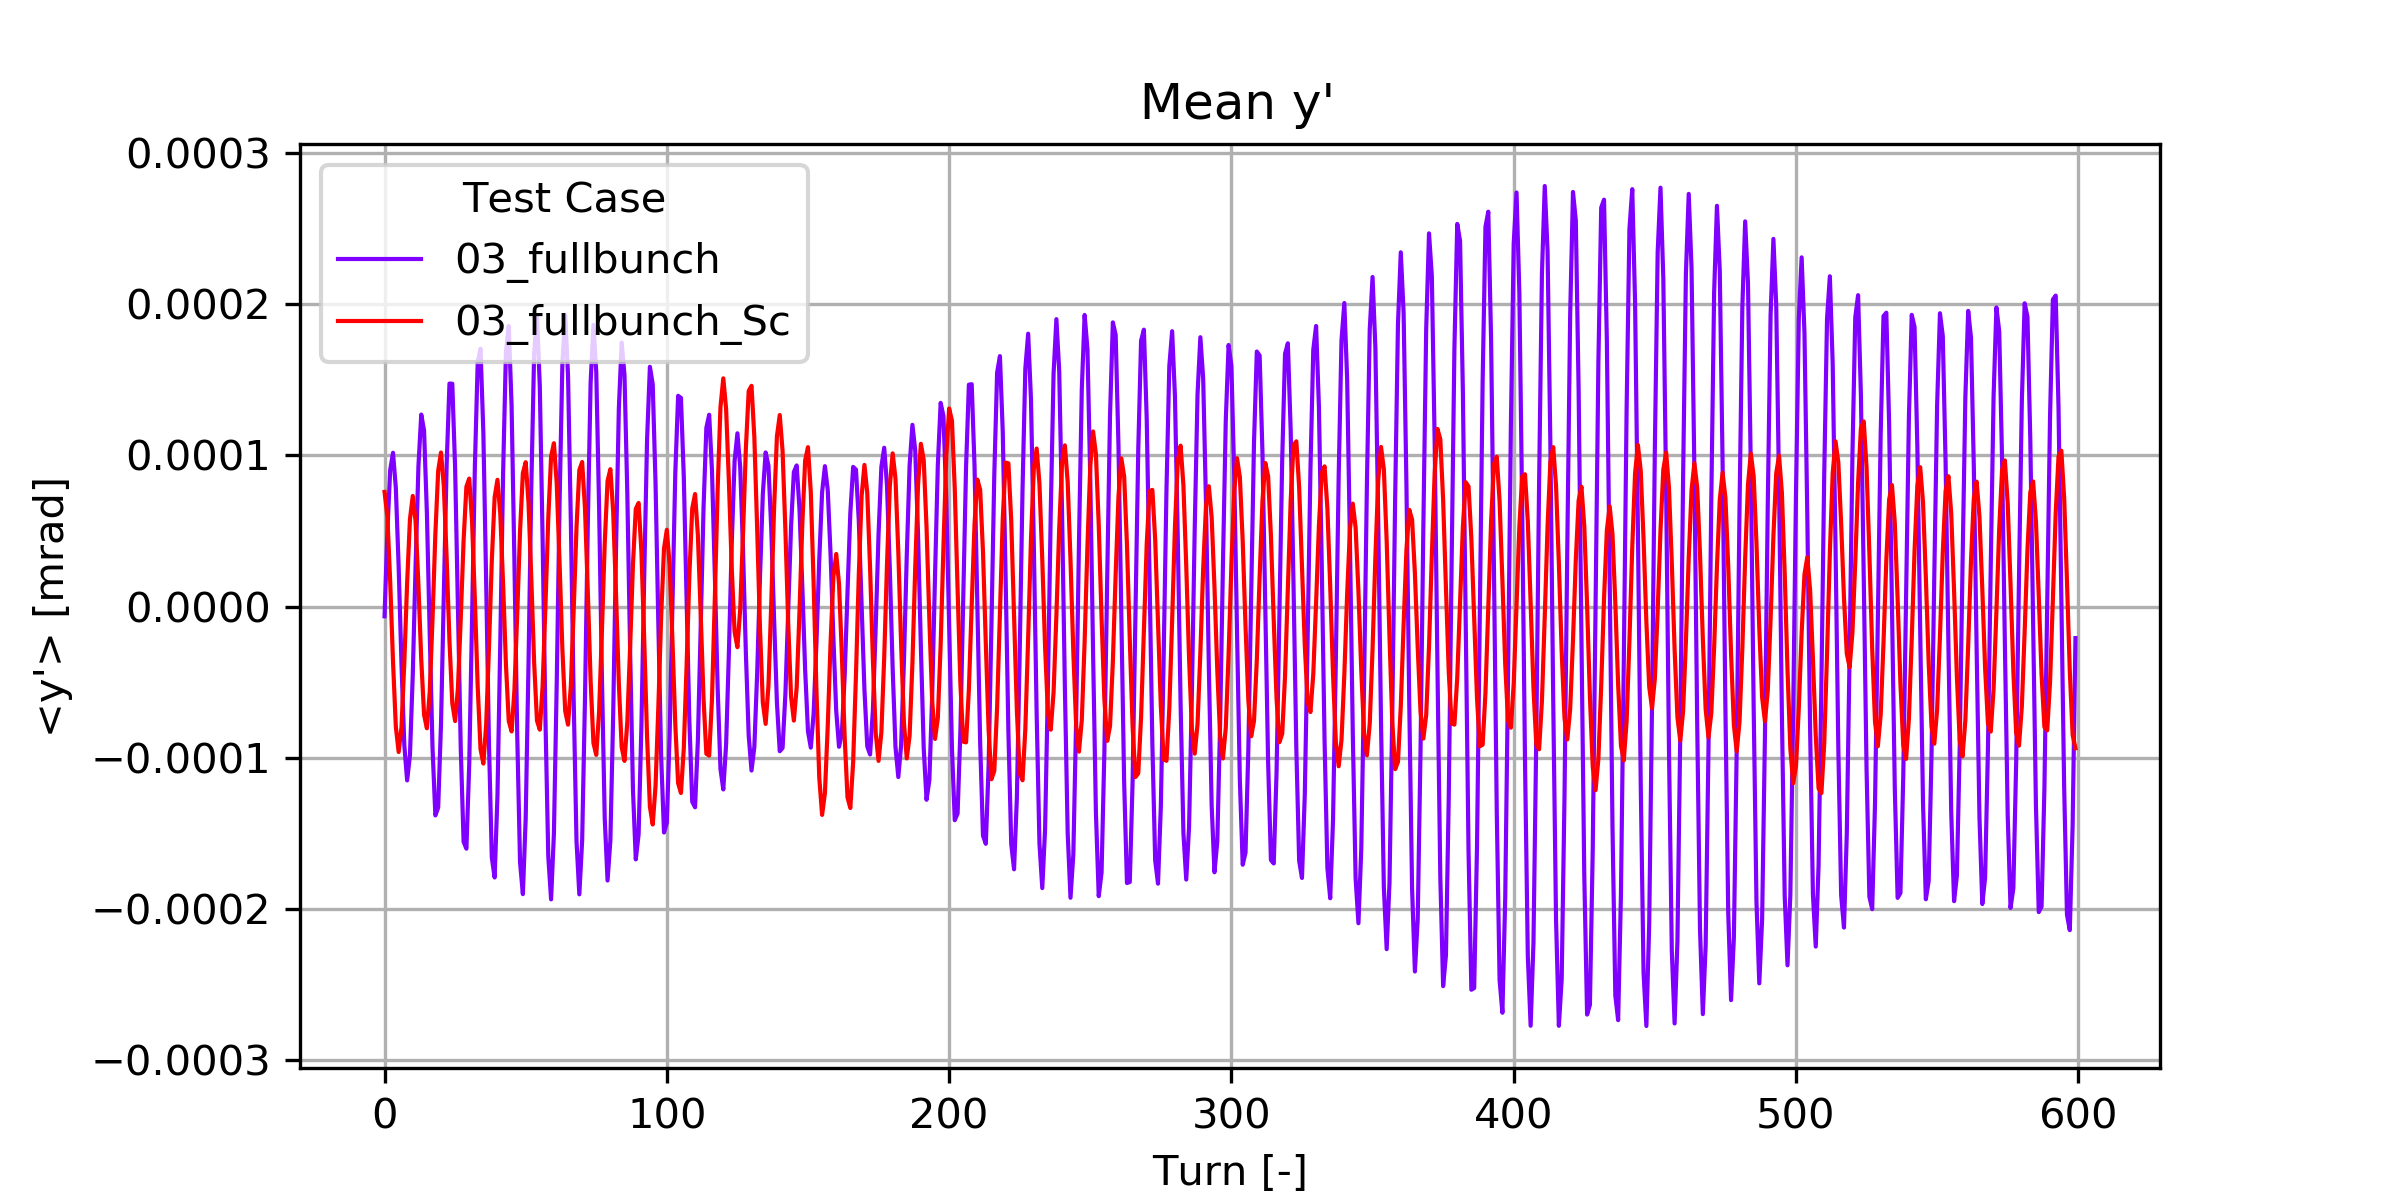 Mean y'
0.0003
0.0002
0.0001
0.0000
−0.0001
−0.0002
−0.0003
<y'> [mrad]
Test Case
03_fullbunch
03_fullbunch_Sc
0 100 200 300 400 500 600
Turn [-]